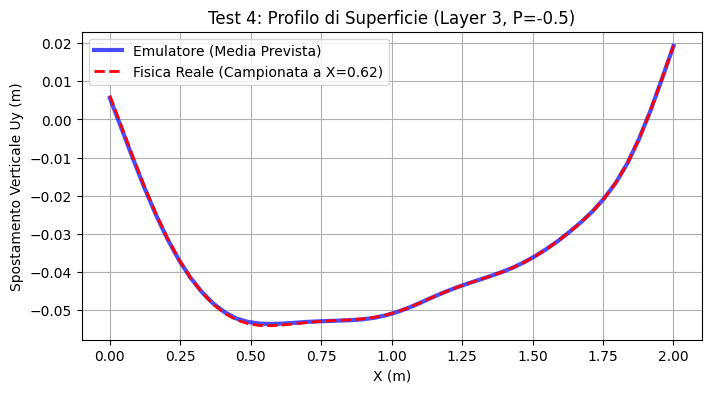 Test 4: Profilo di Superficie (Layer 3, P=-0.5)
Emulatore (Media Prevista)
Fisica Reale (Campionata a X=0.62)
Spostamento Verticale Uy (m)
0.02
0.01
0.00
−0.01
−0.02
−0.03
−0.04
−0.05
0.00 0.25 0.50 0.75 1.00 1.25 1.50 1.75 2.00
X (m)